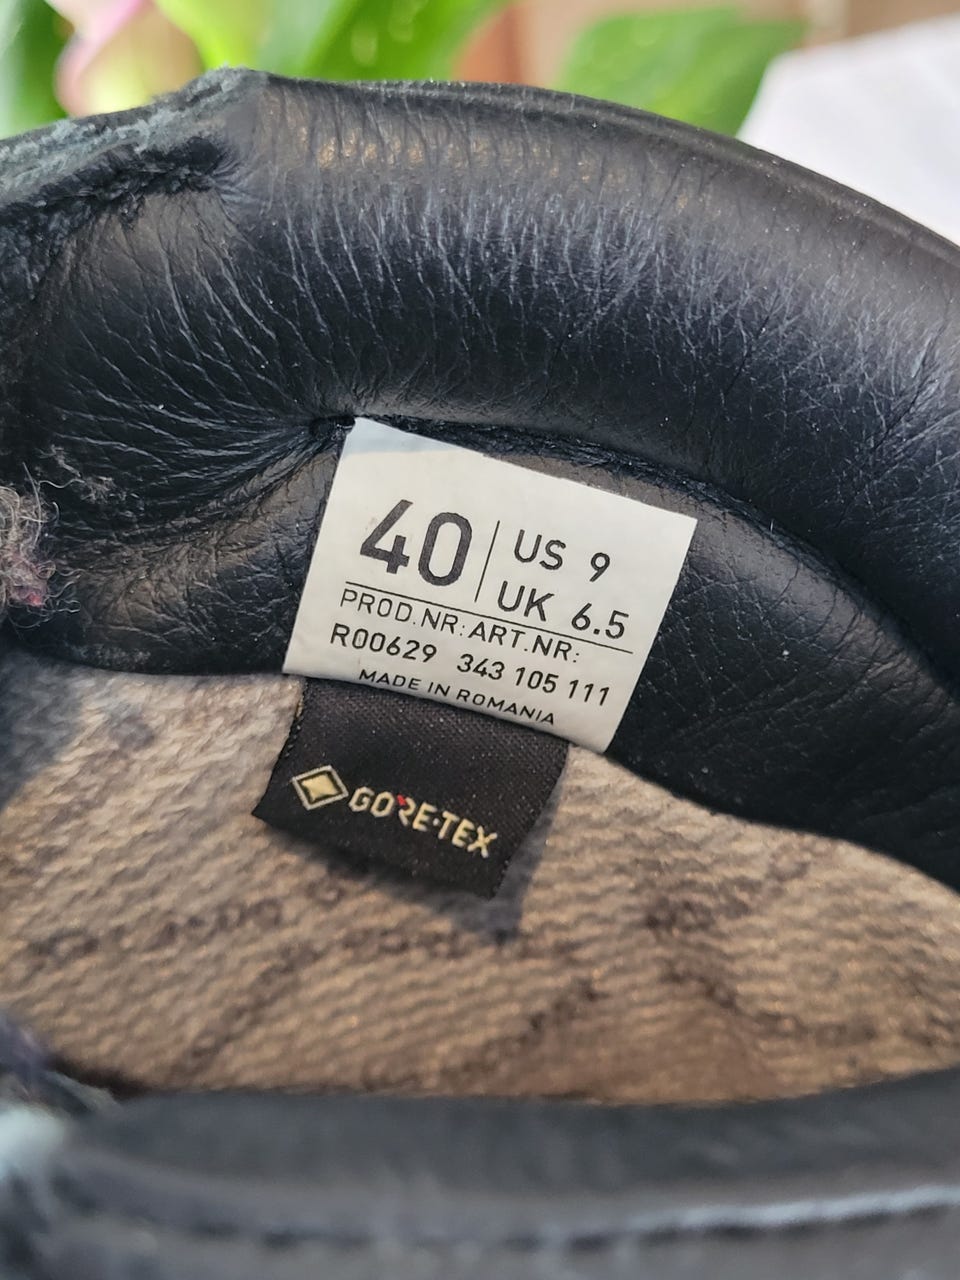 40 US 9
UK 6.5
PROD.NR: ART.NR:
R00629 343 105 111
MADE IN ROMANIA
GORE-TEX